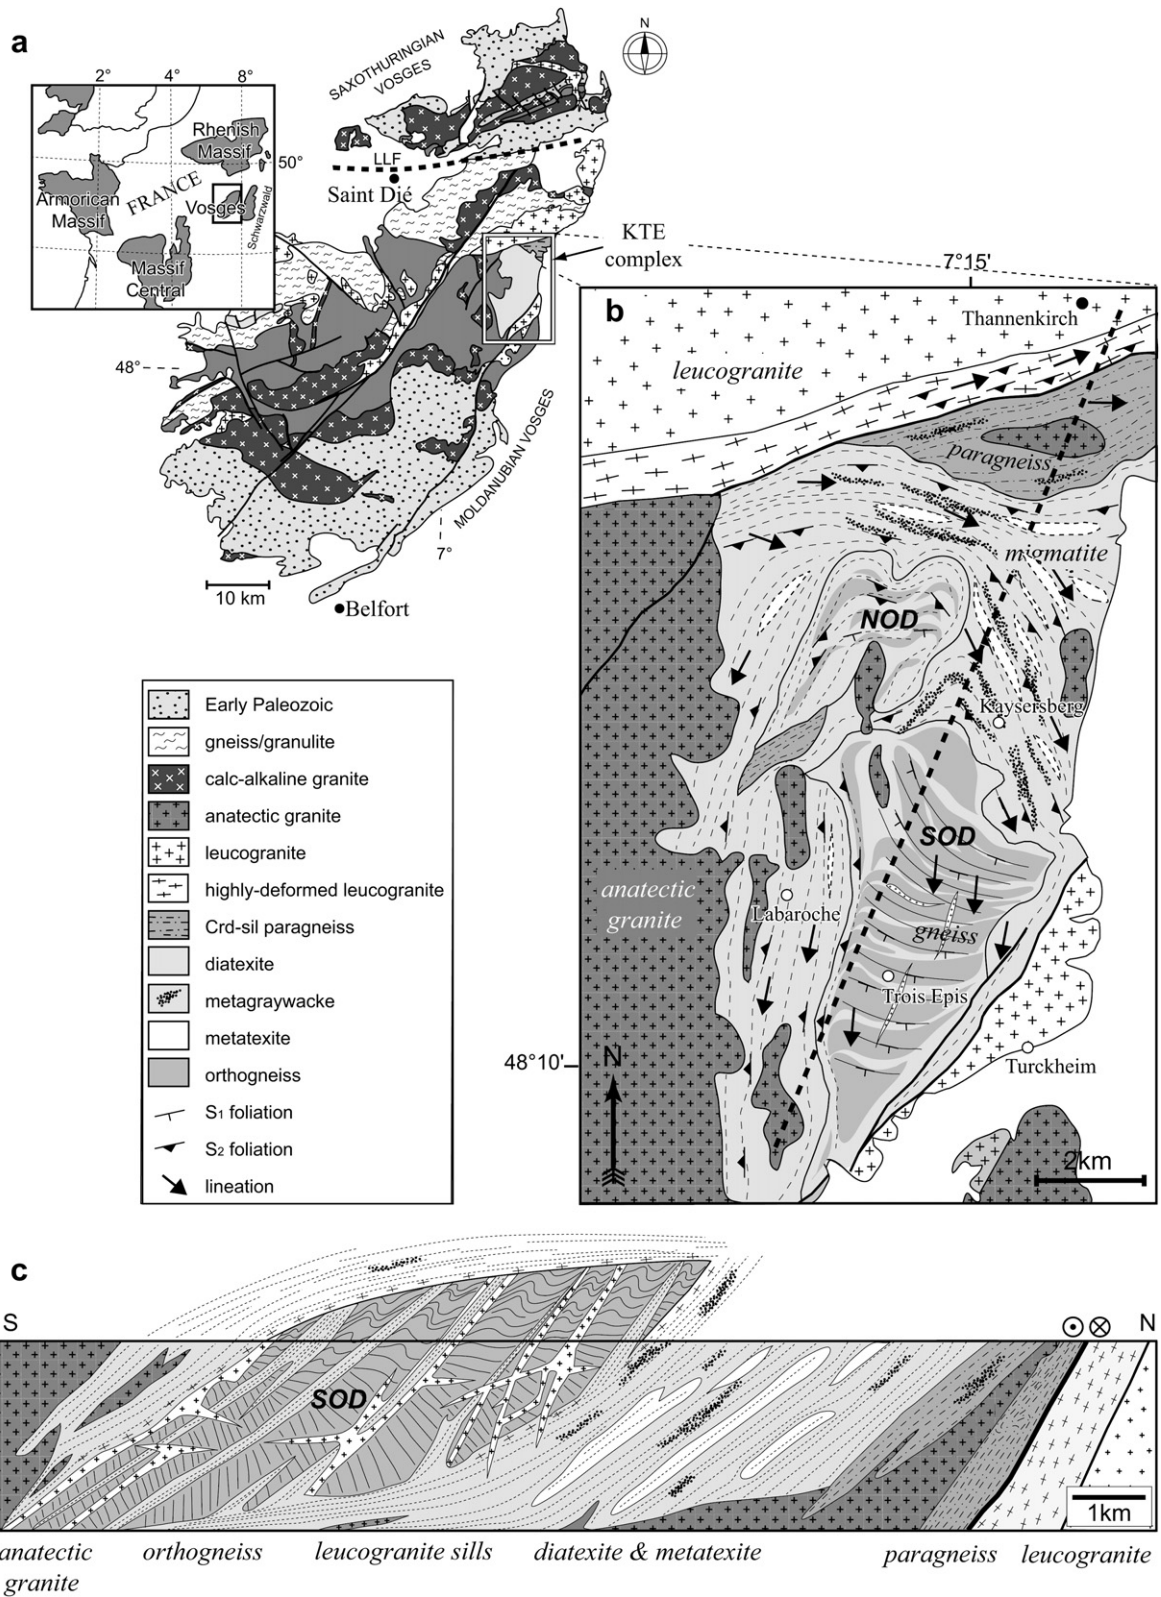 a
N
SAXOTHURINGIAN
VOSGES
2°
4°
8°
Rhenish
Massif
50°
FRANCE
Armorican
Massif
Vosges
Schwarzwald
Massif
Central
LLF
Saint Dié
KTE
complex
48°
MOLDANUBIAN VOSGES
7°
10 km
Belfort
7°15'
b
Thannenkirch
leucogranite
paragneiss
migmatite
NOD
Kaysersberg
SOD
anatectic
granite
Labaroche
gneiss
Trois Epis
N
48°10'
Turckheim
2km
Early Paleozoic
gneiss/granulite
calc-alkaline granite
anatectic granite
leucogranite
highly-deformed leucogranite
Crd-sil paragneiss
diatexite
metagraywacke
metatexite
orthogneiss
S1 foliation
S2 foliation
lineation
c
S
N
SOD
1km
anatectic
granite
orthogneiss
leucogranite sills
diatexite & metatexite
paragneiss
leucogranite